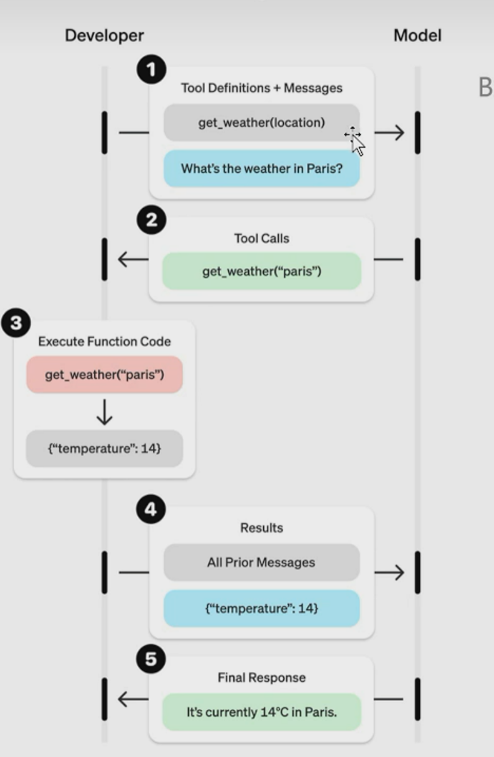 Developer
Model
1
Tool Definitions + Messages
get_weather(location)
What's the weather in Paris?
B
2
Tool Calls
get_weather(“paris”)
3
Execute Function Code
get_weather(“paris”)
{“temperature”: 14}
4
Results
All Prior Messages
{“temperature”: 14}
5
Final Response
It's currently 14°C in Paris.